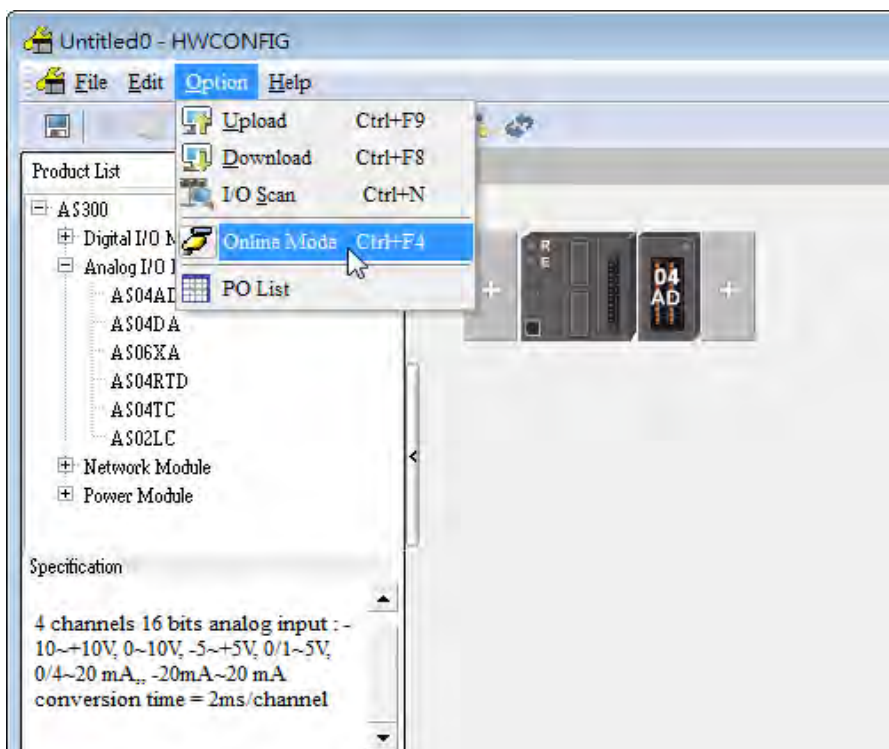 Untitled0 - HWCONFIG
File Edit Option Help
Upload Ctrl+F9
Download Ctrl+F8
I/O Scan Ctrl+N
Online Mode Ctrl+F4
PO List
Product List
AS300
Digital I/O
Analog I/O
AS04AD
AS04DA
AS06XA
AS04RTD
AS04TC
AS02LC
Network Module
Power Module
R
E
04
AD
Specification
4 channels 16 bits analog input : -
10~+10V, 0~10V, -5~+5V, 0/1~5V,
0/4~20 mA,, -20mA~20 mA
conversion time = 2ms/channel